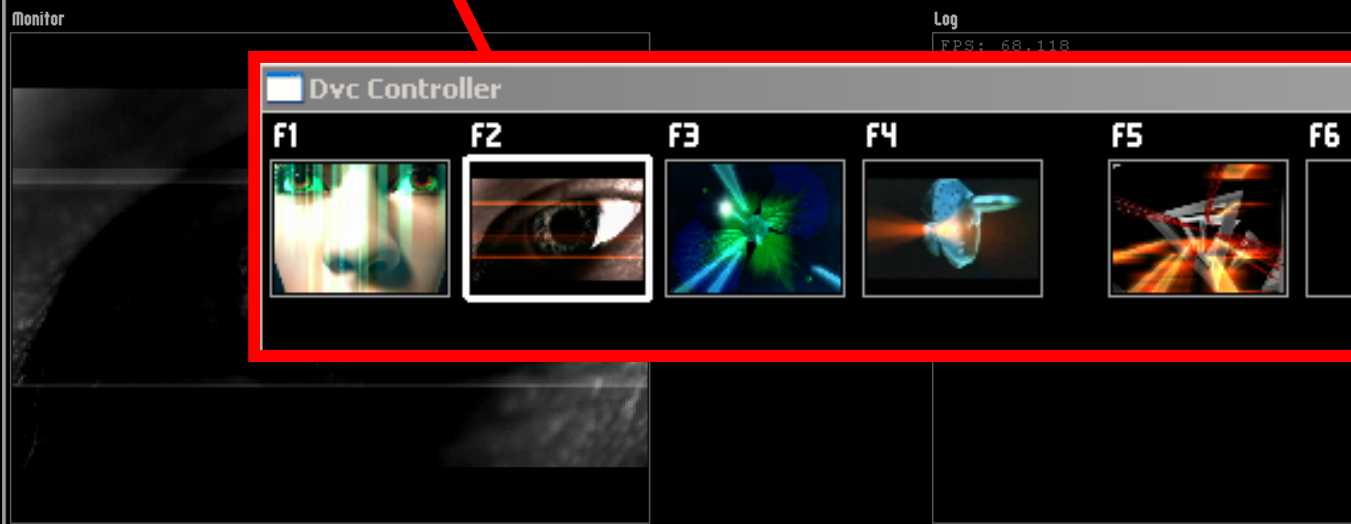 Monitor
Log
FPS: 68.118
Dvc Controller
F1 F2 F3 F4 F5 F6